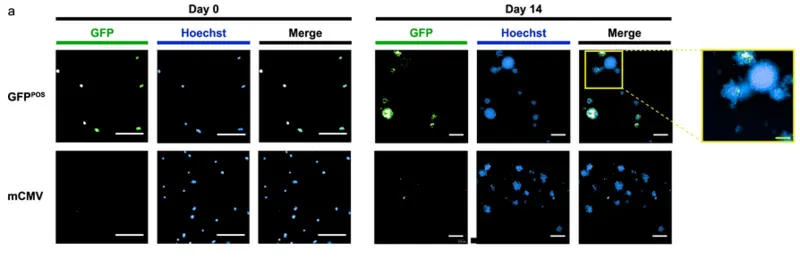 a
Day 0 Day 14
GFP Hoechst Merge GFP Hoechst Merge
GFPᴾᴼˢ
mCMV